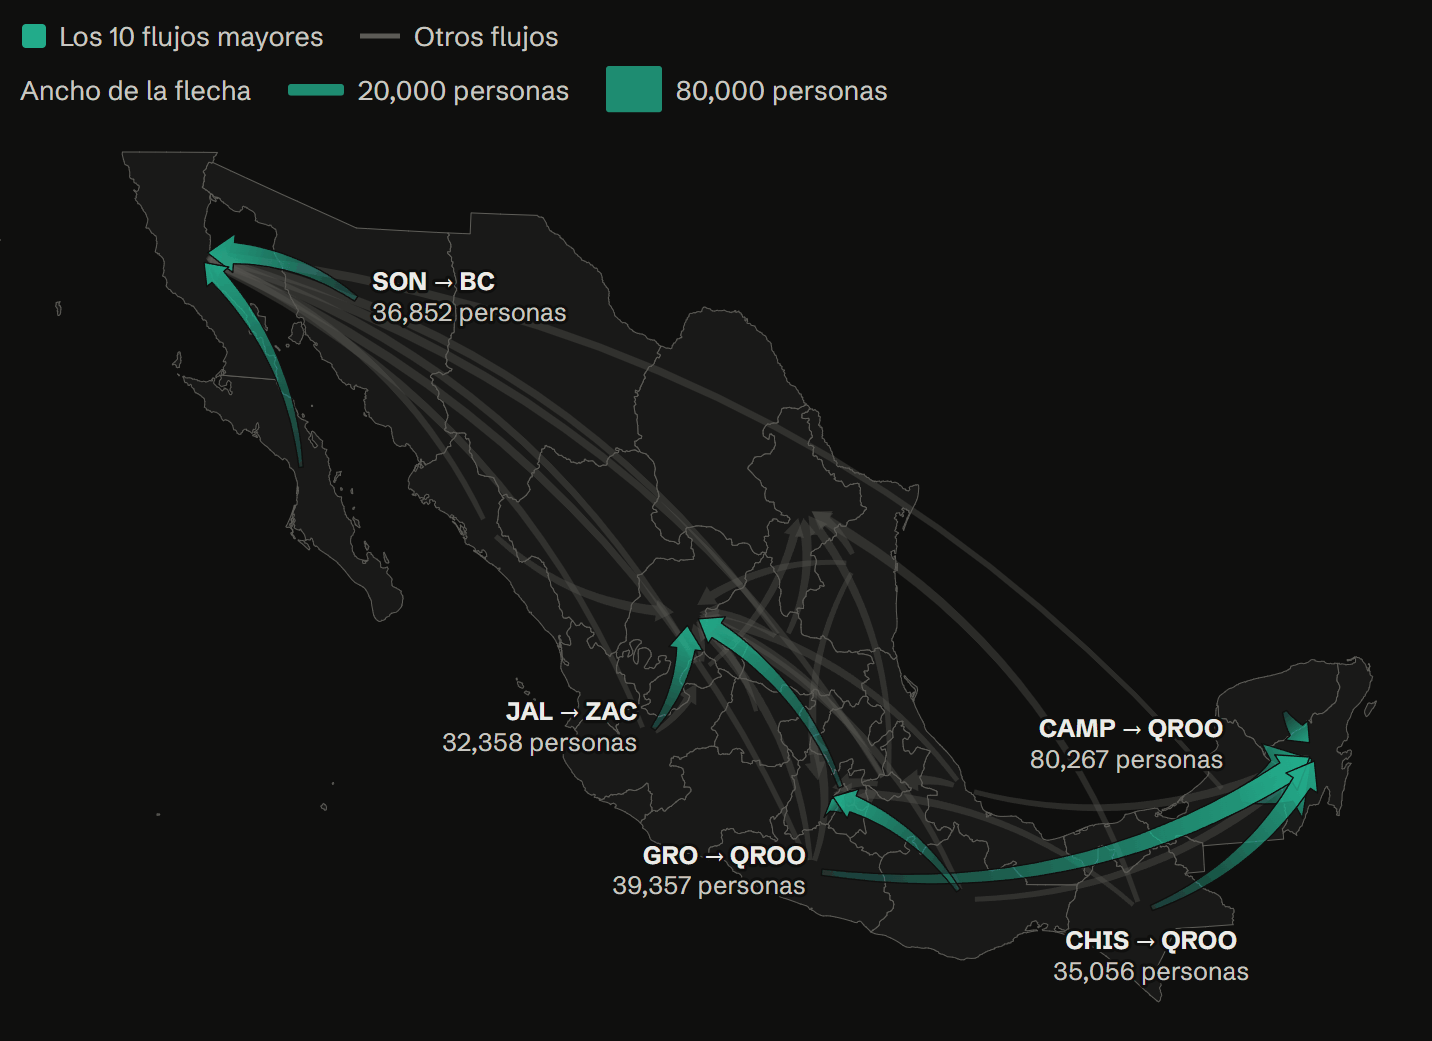 Los 10 flujos mayores
Otros flujos
Ancho de la flecha
20,000 personas
80,000 personas
SON → BC
36,852 personas
JAL → ZAC
32,358 personas
CAMP → QROO
80,267 personas
GRO → QROO
39,357 personas
CHIS → QROO
35,056 personas